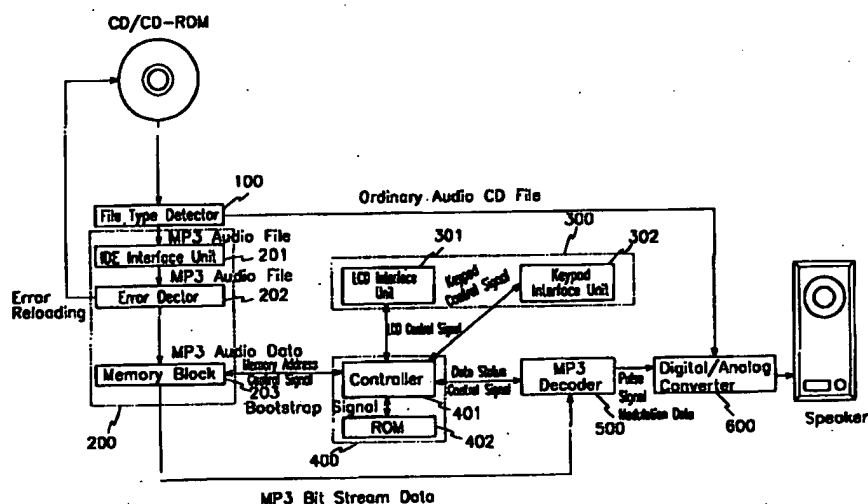 CD/CD-ROM
100
Ordinary Audio CD File
File Type Detector
MP3 Audio File
IDE Interface Unit
201
MP3 Audio File
Error Dector
202
Error
Reloading
MP3 Audio Data
Memory Block
203
200
Memory Address
Control Signal
Bootstrap Signal
301
300
302
LCD Interface
Unit
Keypad
Control Signal
Keypad
Interface Unit
LCD Control Signal
Controller
401
ROM
402
400
Data Status
Control Signal
MP3
Decoder
500
Pulse
Signal
Modulation Data
Digital/Analog
Converter
600
Speaker
MP3 Bit Stream Data